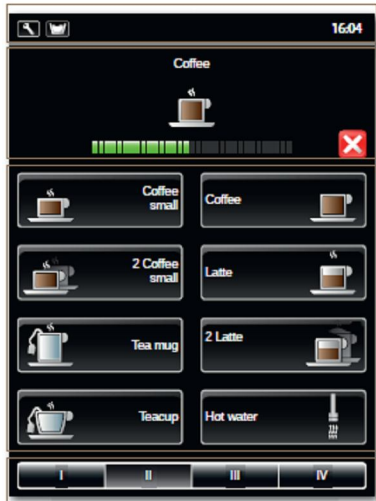 16:04
Coffee
Coffee
small
Coffee
2 Coffee
small
Latte
Tea mug
2 Latte
Teacup
Hot water
I
II
III
IV